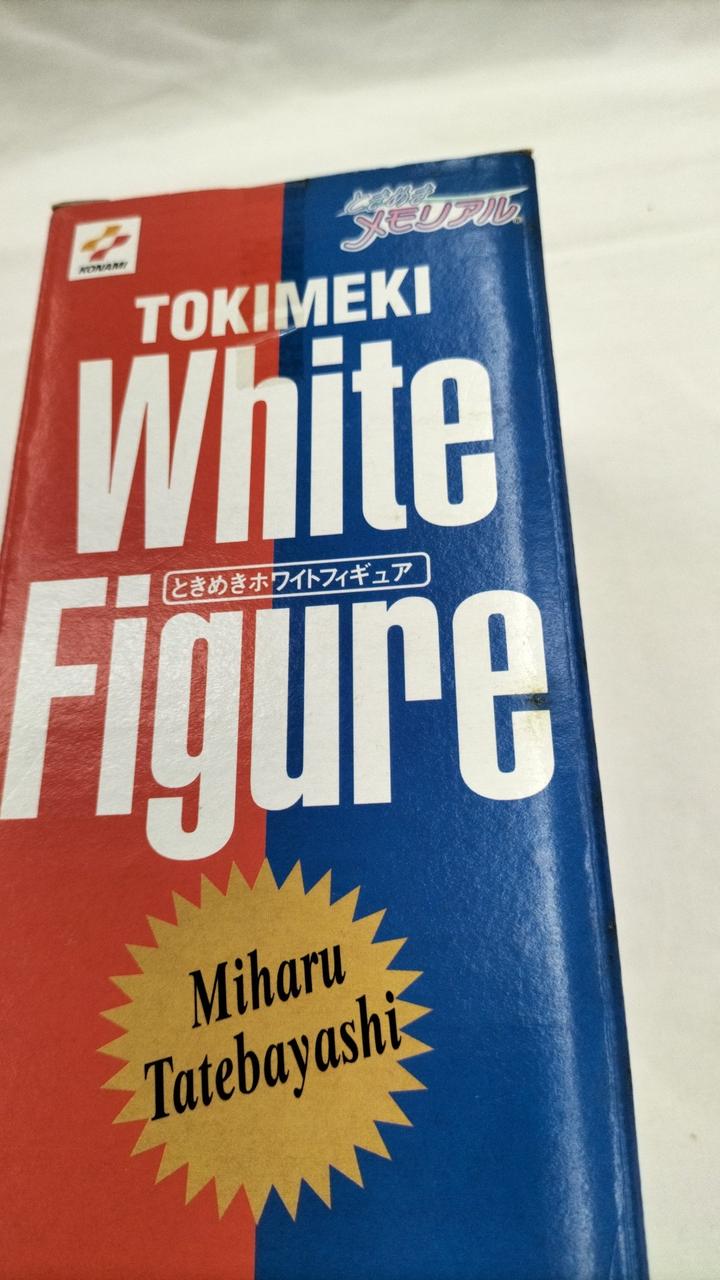 KONAMI
ときめき
メモリアル
TOKIMEKI
White
ときめきホワイトフィギュア
Figure
Miharu
Tatebayashi